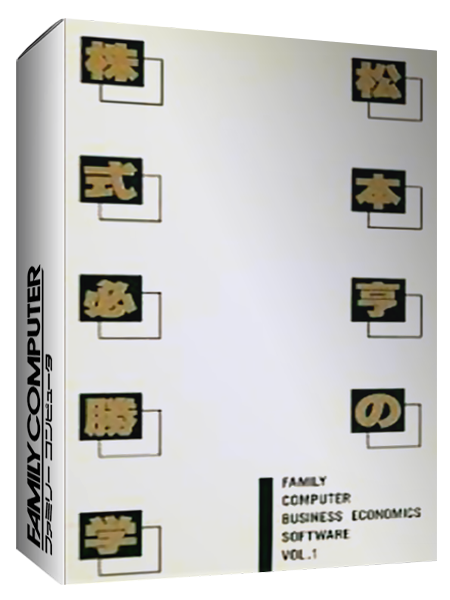 松本亨の
株式必勝学
FAMILY
COMPUTER
BUSINESS ECONOMICS
SOFTWARE
VOL.1
FAMILY COMPUTER
ファミリー コンピュータ